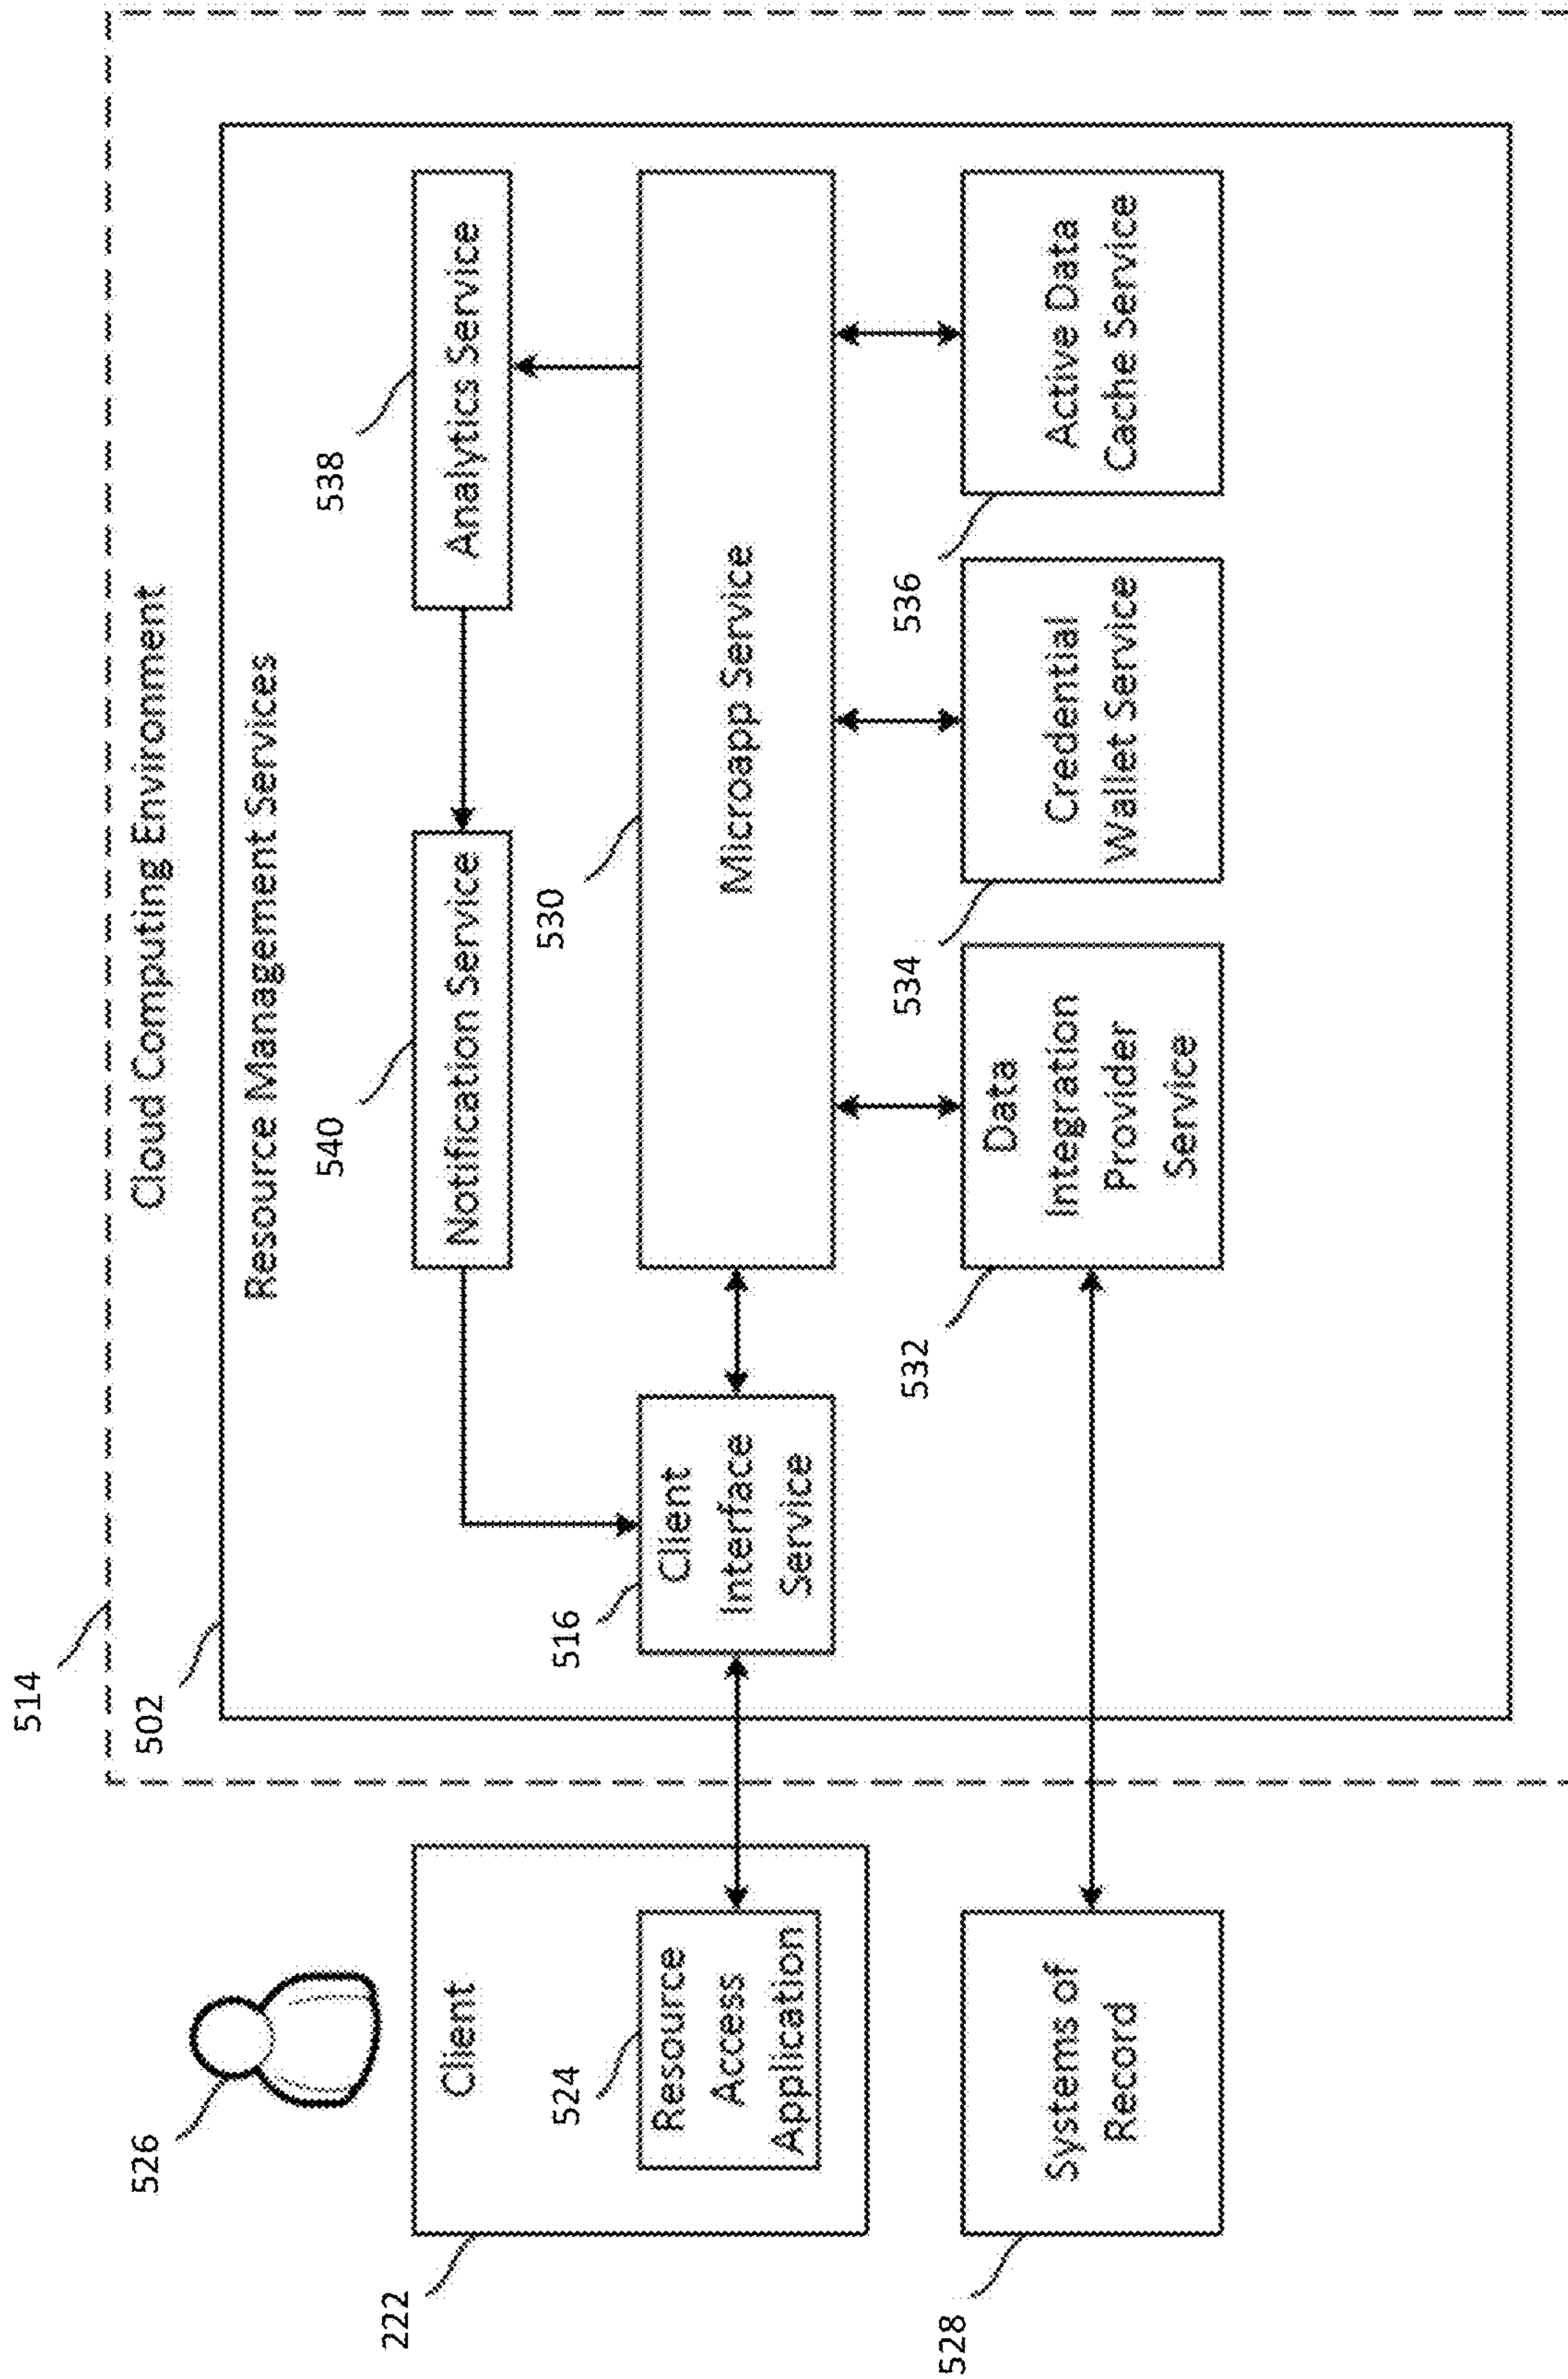 514
Cloud Computing Environment
502
Resource Management Services
526
540
Notification Service
538
Analytics Service
222
Client
524
Resource
Access
Application
516
Client
Interface
Service
530
Microapp Service
528
Systems of
Record
532
Data
Integration
Provider
Service
534
Credential
Wallet Service
536
Active Data
Cache Service